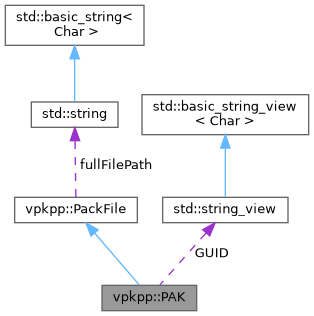 std::basic_string<
Char >
std::basic_string_view
< Char >
std::string
fullFilePath
vpkpp::PackFile
std::string_view
GUID
vpkpp::PAK